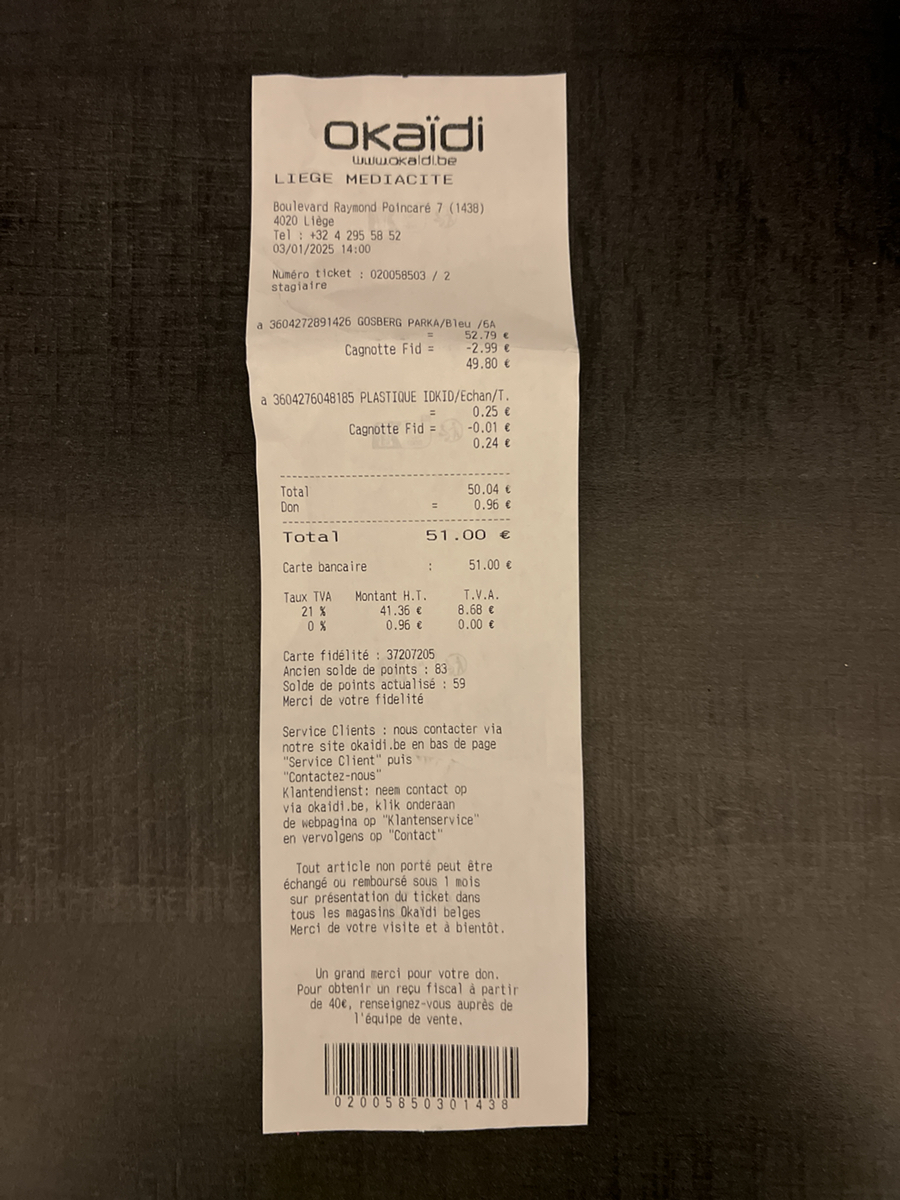 okaïdi
www.okaidi.be
LIEGE MEDIACITE
Boulevard Raymond Poincaré 7 (1438)
4020 Liège
Tel : +32 4 295 58 52
03/01/2025 14:00
Numéro ticket : 020058503 / 2
stagiaire
a 3604272891426 GOSBERG PARKA/Bleu /6A
= 52.79 €
Cagnotte Fid = -2.99 €
49.80 €
a 3604276048185 PLASTIQUE IDKID/Echan/T.
= 0.25 €
Cagnotte Fid = -0.01 €
0.24 €
Total 50.04 €
Don = 0.96 €
Total 51.00 €
Carte bancaire : 51.00 €
Taux TVA Montant H.T. T.V.A.
21 % 41.36 € 8.68 €
0 % 0.96 € 0.00 €
Carte fidélité : 37207205
Ancien solde de points : 83
Solde de points actualisé : 59
Merci de votre fidelité
Service Clients : nous contacter via
notre site okaidi.be en bas de page
"Service Client" puis
"Contactez-nous"
Klantendienst: neem contact op
via okaidi.be, klik onderaan
de webpagina op "Klantenservice"
en vervolgens op "Contact"
Tout article non porté peut être
échangé ou remboursé sous 1 mois
sur présentation du ticket dans
tous les magasins Okaïdi belges
Merci de votre visite et à bientôt.
Un grand merci pour votre don.
Pour obtenir un reçu fiscal à partir
de 40€, renseignez-vous auprès de
l'équipe de vente.
02005850301438